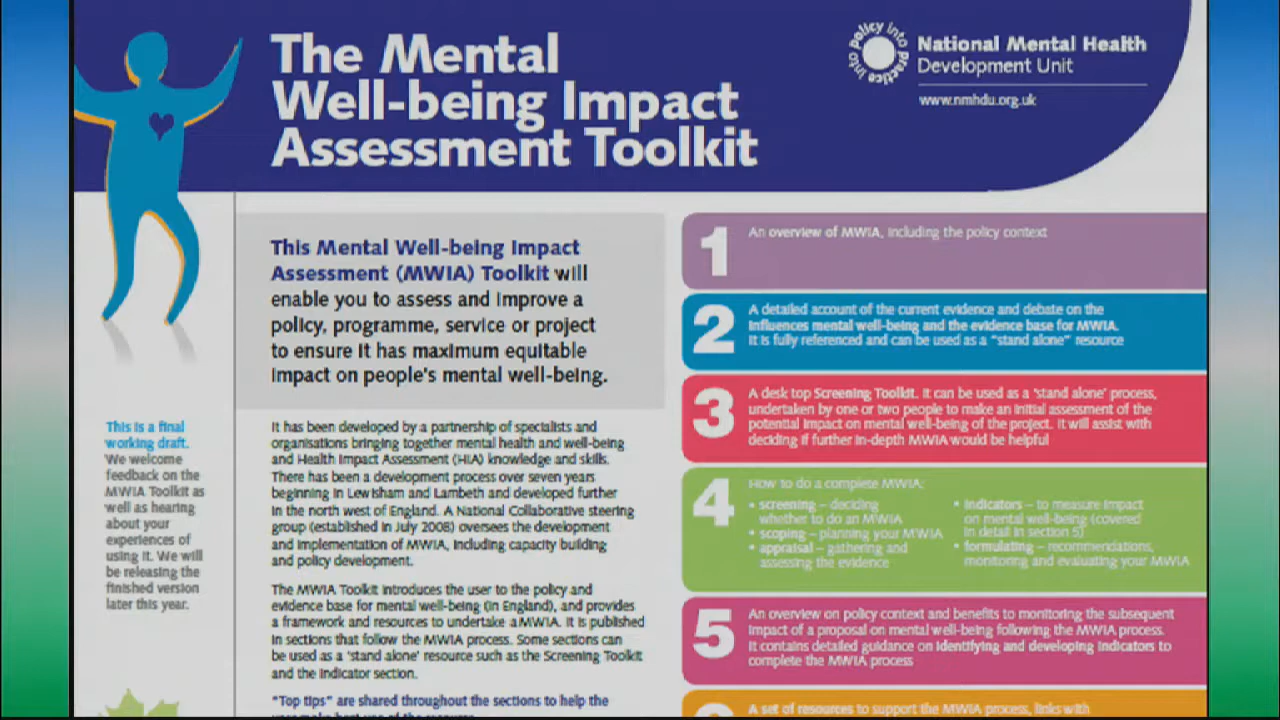 The Mental
Well-being Impact
Assessment Toolkit
Policy into Practice into
National Mental Health
Development Unit
www.nmhdu.org.uk
This Mental Well-being Impact
Assessment (MWIA) Toolkit will
enable you to assess and improve a
policy, programme, service or project
to ensure it has maximum equitable
impact on people's mental well-being.
This is a final
working draft.
We welcome
feedback on the
MWIA Toolkit as
well as hearing
about your
experiences of
using it. We will
be releasing the
finished version
later this year.
It has been developed by a partnership of specialists and
organisations bringing together mental health and well-being
and Health Impact Assessment (HIA) knowledge and skills.
There has been a development process over seven years
beginning in Lewisham and Lambeth and developed further
in the north west of England. A National Collaborative steering
group (established in July 2008) oversees the development
and implementation of MWIA, including capacity building
and policy development.
The MWIA Toolkit introduces the user to the policy and
evidence base for mental well-being (in England), and provides
a framework and resources to undertake a MWIA. It is published
in sections that follow the MWIA process. Some sections can
be used as a 'stand alone' resource such as the Screening Toolkit
and the Indicator section.
"Top tips" are shared throughout the sections to help the
1
An overview of MWIA, including the policy context
2
A detailed account of the current evidence and debate on the
influences mental well-being and the evidence base for MWIA.
It is fully referenced and can be used as a "stand alone" resource
3
A desk top Screening Toolkit. It can be used as a 'stand alone' process,
undertaken by one or two people to make an initial assessment of the
potential impact on mental well-being of the project. It will assist with
deciding if further in-depth MWIA would be helpful
4
How to do a complete MWIA:
• screening – deciding
whether to do an MWIA
• scoping – planning your MWIA
• appraisal – gathering and
assessing the evidence
• indicators – to measure impact
on mental well-being (covered
in detail in section 5)
• formulating – recommendations,
monitoring and evaluating your MWIA
5
An overview on policy context and benefits to monitoring the subsequent
impact of a proposal on mental well-being following the MWIA process.
It contains detailed guidance on identifying and developing indicators to
complete the MWIA process
A set of resources to support the MWIA process, links with